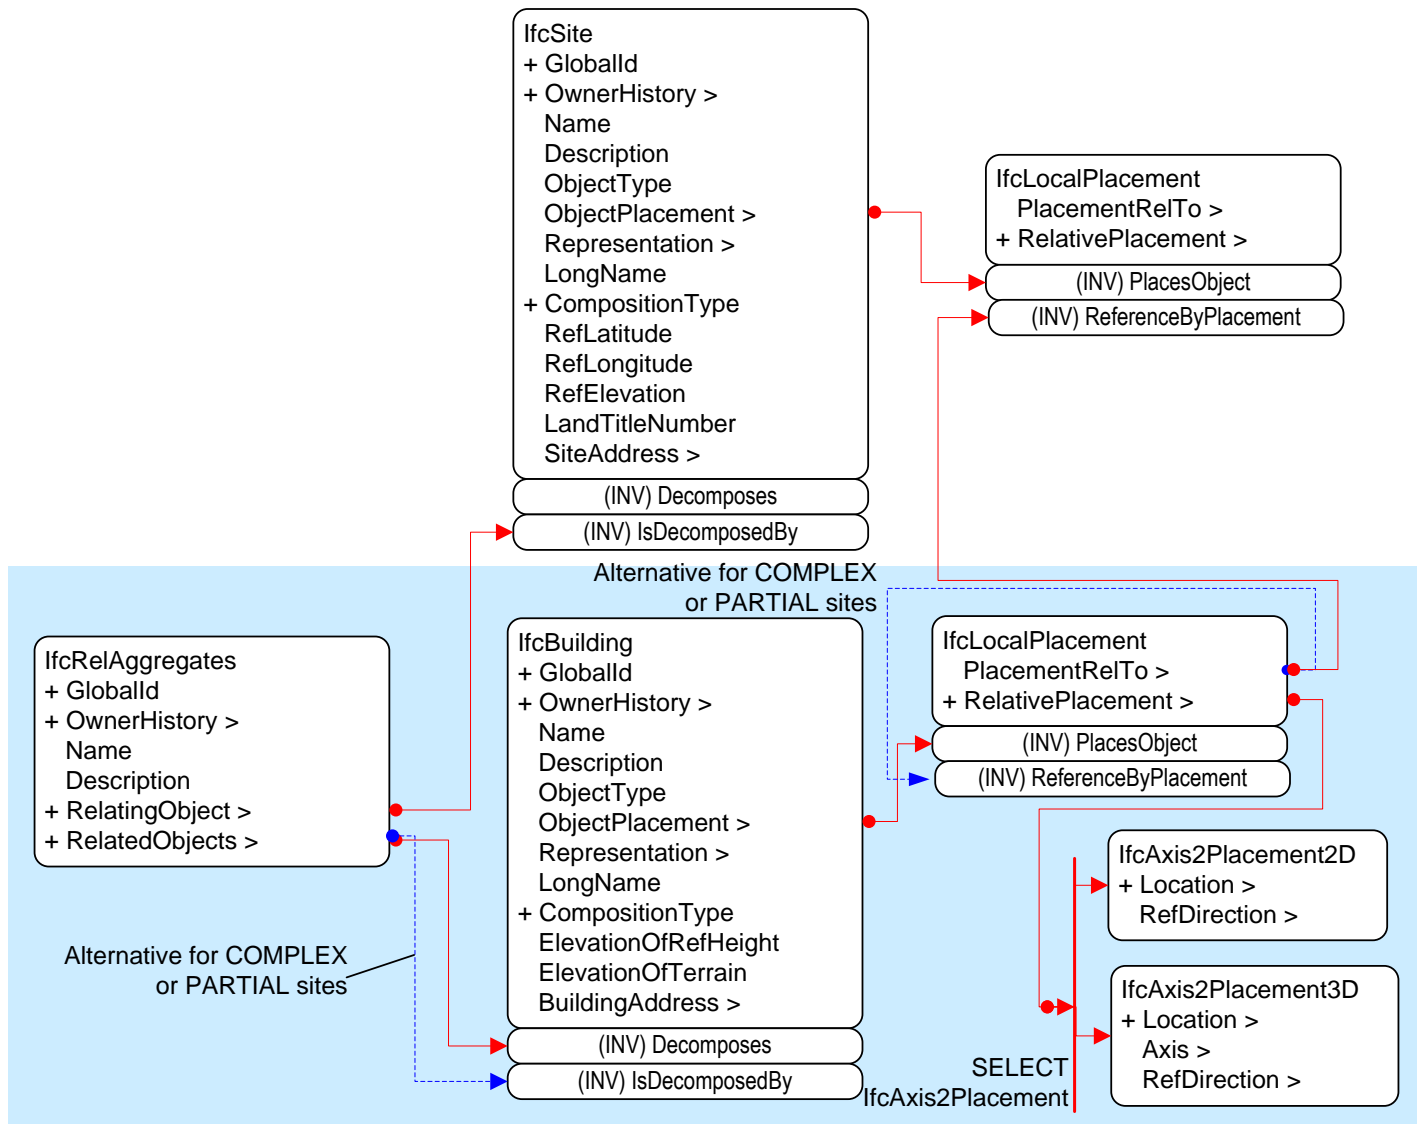 IfcSite
+ GlobalId
+ OwnerHistory >
Name
Description
ObjectType
ObjectPlacement >
Representation >
LongName
+ CompositionType
RefLatitude
RefLongitude
RefElevation
LandTitleNumber
SiteAddress >
(INV) Decomposes
(INV) IsDecomposedBy
IfcLocalPlacement
PlacementRelTo >
+ RelativePlacement >
(INV) PlacesObject
(INV) ReferenceByPlacement
Alternative for COMPLEX
or PARTIAL sites
IfcRelAggregates
+ GlobalId
+ OwnerHistory >
Name
Description
+ RelatingObject >
+ RelatedObjects >
Alternative for COMPLEX
or PARTIAL sites
IfcBuilding
+ GlobalId
+ OwnerHistory >
Name
Description
ObjectType
ObjectPlacement >
Representation >
LongName
+ CompositionType
ElevationOfRefHeight
ElevationOfTerrain
BuildingAddress >
(INV) Decomposes
(INV) IsDecomposedBy
IfcLocalPlacement
PlacementRelTo >
+ RelativePlacement >
(INV) PlacesObject
(INV) ReferenceByPlacement
IfcAxis2Placement2D
+ Location >
RefDirection >
IfcAxis2Placement3D
+ Location >
Axis >
RefDirection >
SELECT
IfcAxis2Placement